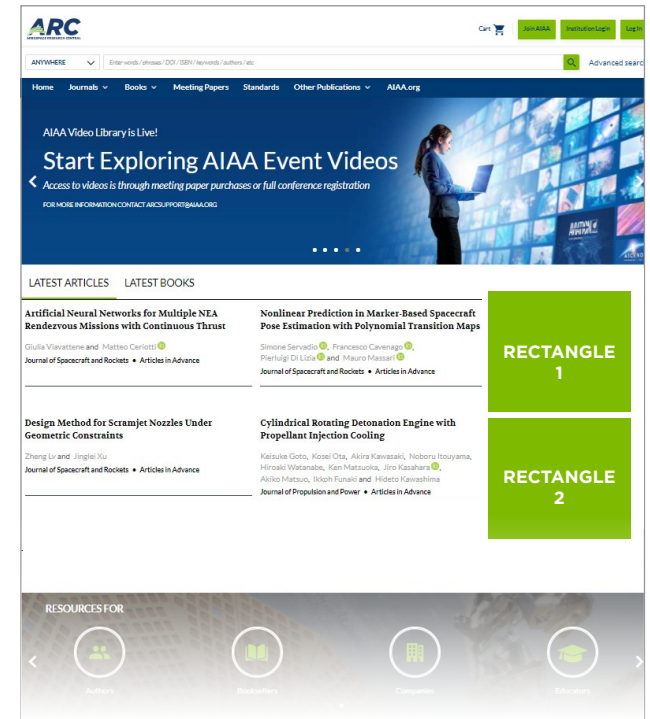 ARC
AEROSPACE RESEARCH CENTRAL
Cart
Join AIAA
Institution Login
Log In
ANYWHERE
Enter words / phrases / DOI / ISBN / keywords / authors / etc
Advanced searc
Home Journals Books Meeting Papers Standards Other Publications AIAA.org
AIAA Video Library is Live!
Start Exploring AIAA Event Videos
Access to videos is through meeting paper purchases or full conference registration
FOR MORE INFORMATION CONTACT ARCSUPPORT@AIAA.ORG
LATEST ARTICLES LATEST BOOKS
Artificial Neural Networks for Multiple NEA
Rendezvous Missions with Continuous Thrust
Giulia Viavattene and Matteo Ceriotti
Journal of Spacecraft and Rockets • Articles in Advance
Nonlinear Prediction in Marker-Based Spacecraft
Pose Estimation with Polynomial Transition Maps
Simone Servadio, Francesco Cavenago,
Pierluigi Di Lizia and Mauro Massari
Journal of Spacecraft and Rockets • Articles in Advance
RECTANGLE
1
Design Method for Scramjet Nozzles Under
Geometric Constraints
Zheng Lv and Jinglei Xu
Journal of Spacecraft and Rockets • Articles in Advance
Cylindrical Rotating Detonation Engine with
Propellant Injection Cooling
Keisuke Goto, Kosei Ota, Akira Kawasaki, Noboru Itouyama,
Hiroaki Watanabe, Ken Matsuoka, Jiro Kasahara,
Akiko Matsuo, Ikkoh Funaki and Hideto Kawashima
Journal of Propulsion and Power • Articles in Advance
RECTANGLE
2
RESOURCES FOR
Authors
Booksellers
Companies
Educators